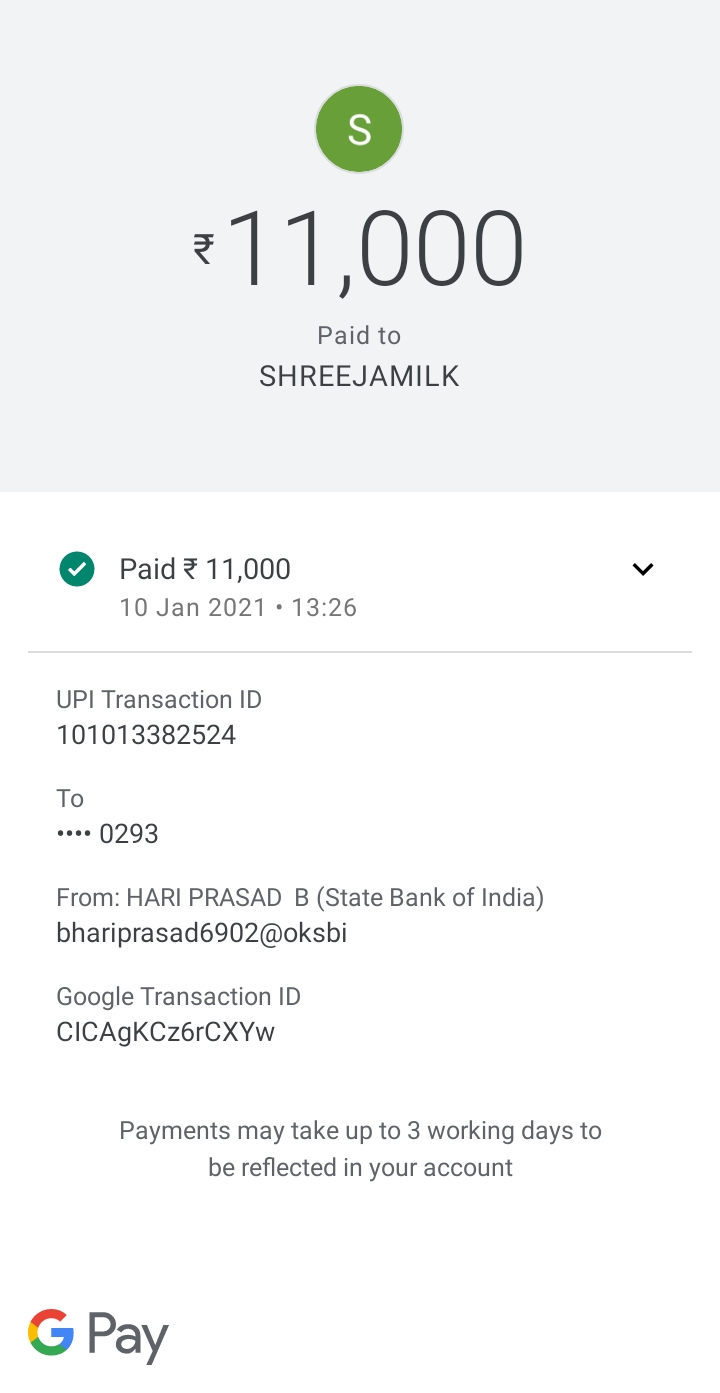 S
₹11,000
Paid to
SHREEJAMILK
Paid ₹ 11,000
10 Jan 2021 • 13:26
UPI Transaction ID
101013382524
To
•••• 0293
From: HARI PRASAD  B (State Bank of India)
bhariprasad6902@oksbi
Google Transaction ID
CICAgKCz6rCXYw
Payments may take up to 3 working days to
be reflected in your account
G Pay